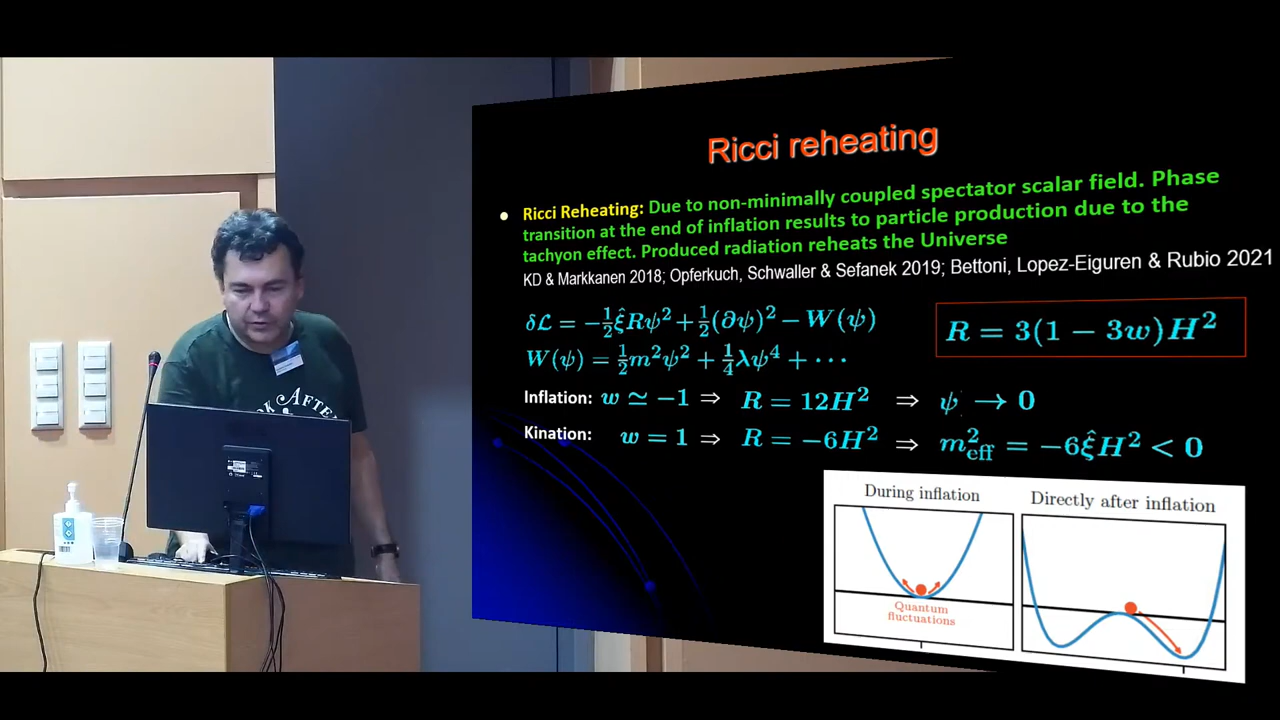 Ricci reheating
Ricci Reheating: Due to non-minimally coupled spectator scalar field. Phase
transition at the end of inflation results to particle production due to the
tachyon effect. Produced radiation reheats the Universe
KD & Markkanen 2018; Opferkuch, Schwaller & Sefanek 2019; Bettoni, Lopez-Eiguren & Rubio 2021
δℒ = −½ξ̂Rψ² + ½(∂ψ)² − W(ψ)
R = 3(1 − 3w)H²
W(ψ) = ½m²ψ² + ¼λψ⁴ + ⋯
Inflation: w ≃ −1 ⇒ R = 12H² ⇒ ψ → 0
Kination: w = 1 ⇒ R = −6H² ⇒ m²_eff = −6ξ̂H² < 0
During inflation
Directly after inflation
Quantum
fluctuations
AFTE